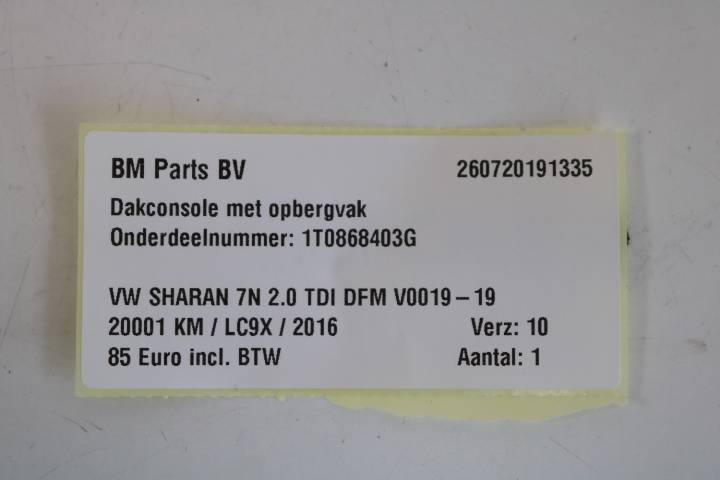 BM Parts BV 260720191335
Dakconsole met opbergvak
Onderdeelnummer: 1T0868403G
VW SHARAN 7N 2.0 TDI DFM V0019 – 19
20001 KM / LC9X / 2016 Verz: 10
85 Euro incl. BTW Aantal: 1